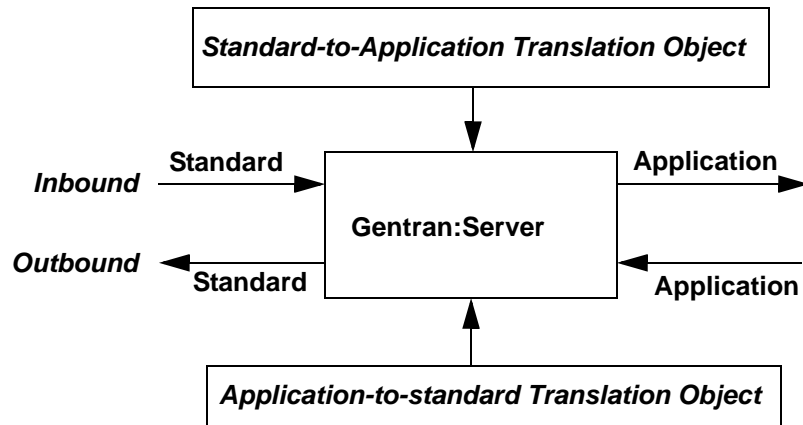 Standard-to-Application Translation Object
Standard
Application
Inbound
Gentran:Server
Outbound
Standard
Application
Application-to-standard Translation Object